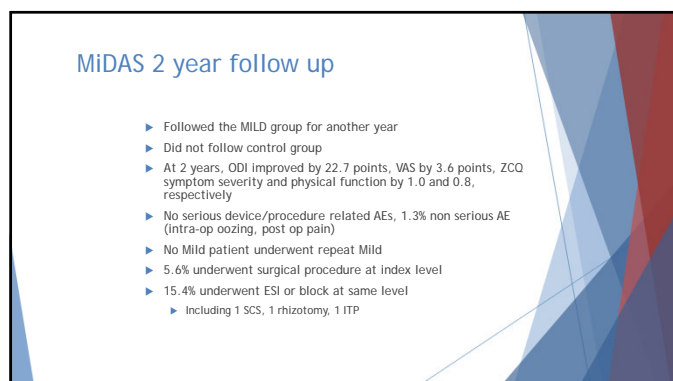 MiDAS 2 year follow up
Followed the MILD group for another year
Did not follow control group
At 2 years, ODI improved by 22.7 points, VAS by 3.6 points, ZCQ
symptom severity and physical function by 1.0 and 0.8,
respectively
No serious device/procedure related AEs, 1.3% non serious AE
(intra-op oozing, post op pain)
No Mild patient underwent repeat Mild
5.6% underwent surgical procedure at index level
15.4% underwent ESI or block at same level
Including 1 SCS, 1 rhizotomy, 1 ITP